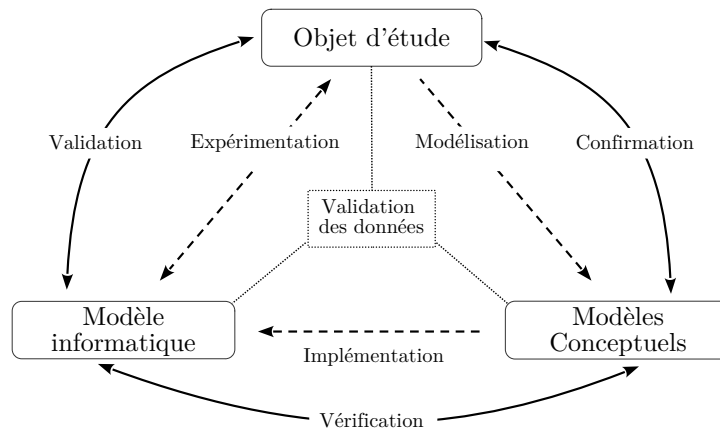 Objet d'étude
Validation
Expérimentation
Modélisation
Confirmation
Validation
des données
Modèle
informatique
Modèles
Conceptuels
Implémentation
Vérification